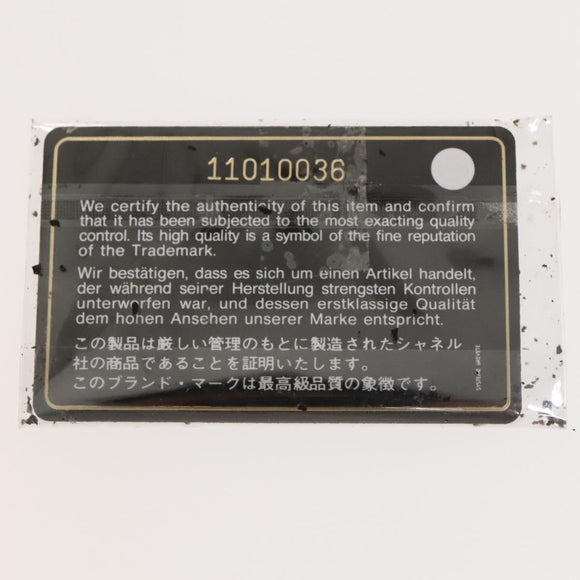 11010036
We certify the authenticity of this item and confirm
that it has been subjected to the most exacting quality
control. Its high quality is a symbol of the fine reputation
of the Trademark.
Wir bestätigen, dass es sich um einen Artikel handelt,
der während seiner Herstellung strengsten Kontrollen
unterworfen war, und dessen erstklassige Qualität
dem hohen Ansehen unserer Marke entspricht.
この製品は厳しい管理のもとに製造されたシャネル
社の商品であることを証明いたします。
このブランド・マークは最高級品質の象徴です。